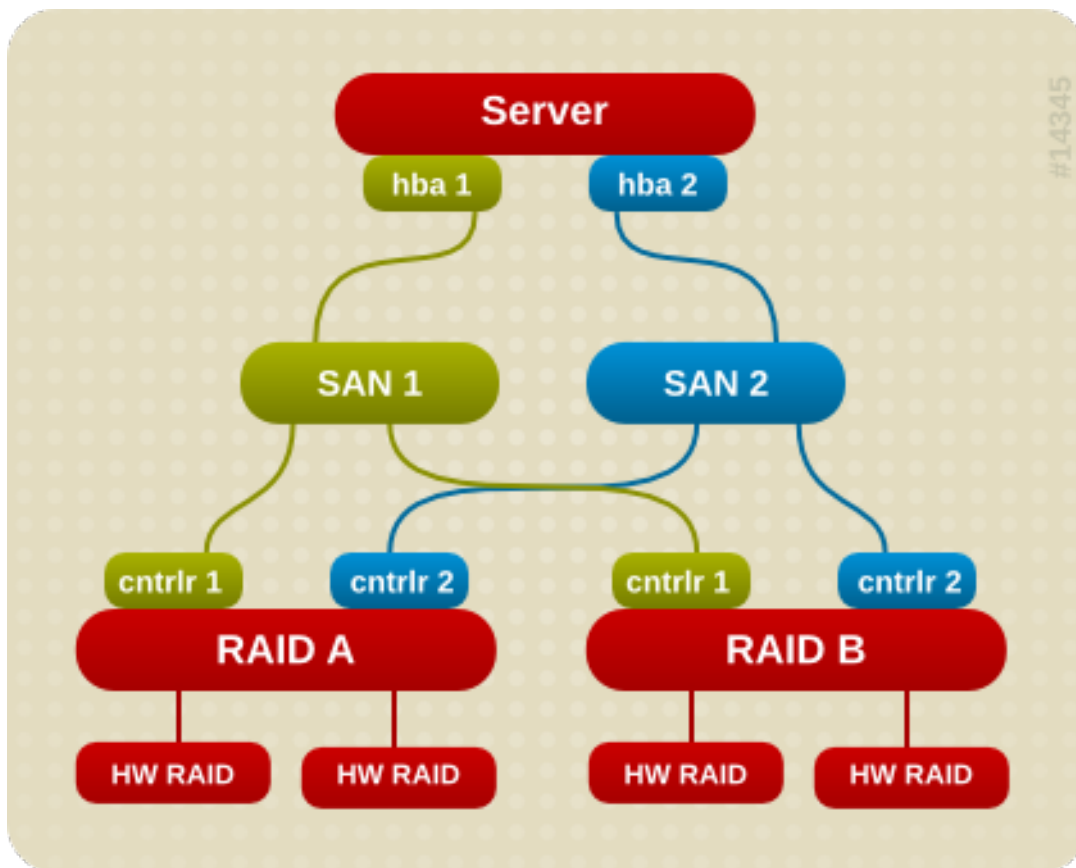 #14345
Server
hba 1
hba 2
SAN 1
SAN 2
cntrlr 1
cntrlr 2
cntrlr 1
cntrlr 2
RAID A
RAID B
HW RAID
HW RAID
HW RAID
HW RAID